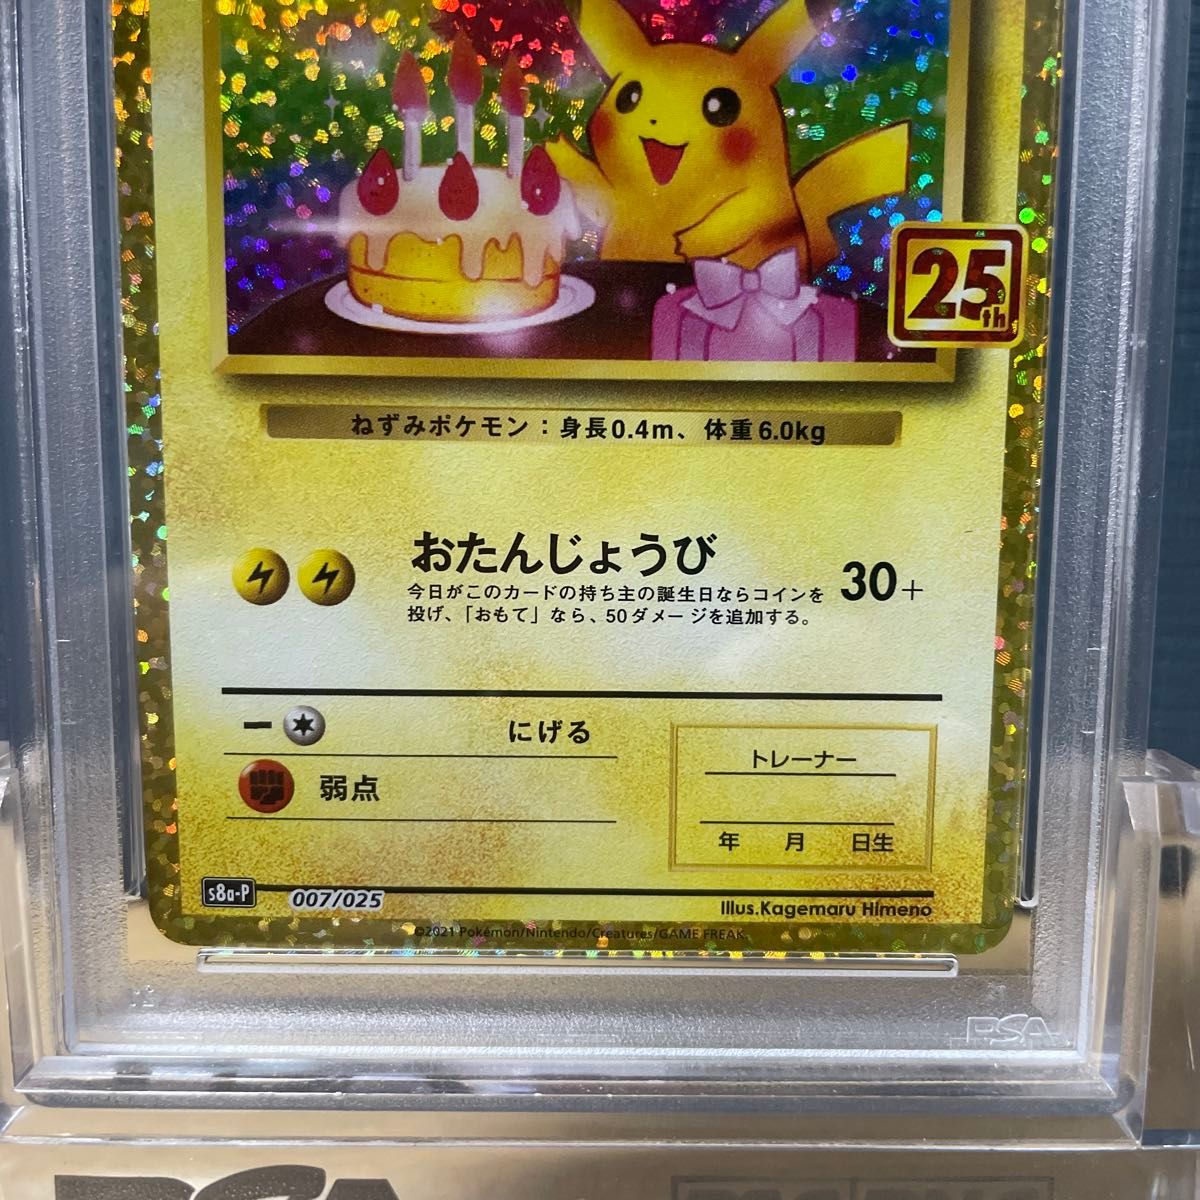 25th
ねずみポケモン：身長0.4m、体重6.0kg
おたんじょうび
30+
今日がこのカードの持ち主の誕生日ならコインを
投げ、「おもて」なら、50ダメージを追加する。
にげる
弱点
トレーナー
年 月 日生
s8a-P 007/025
Illus.Kagemaru Himeno
©2021 Pokémon/Nintendo/Creatures/GAME FREAK.
PSA
PSA